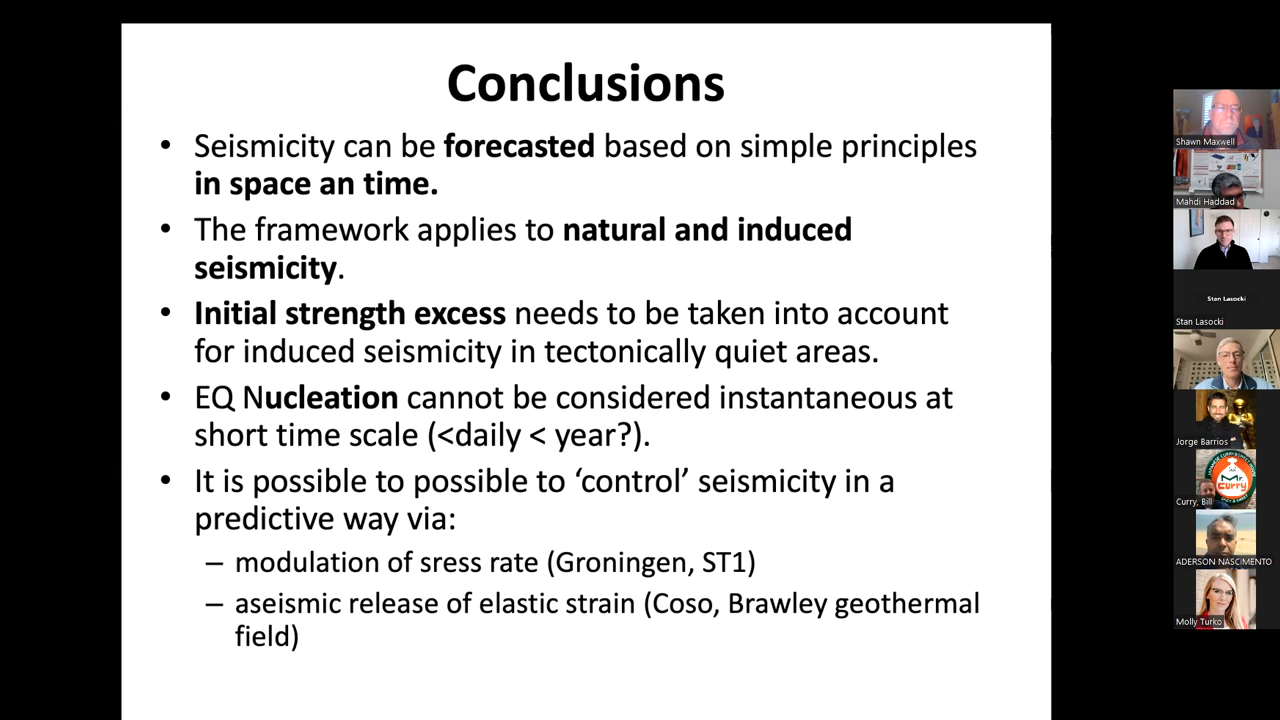 Conclusions
• Seismicity can be forecasted based on simple principles
in space an time.
• The framework applies to natural and induced
seismicity.
• Initial strength excess needs to be taken into account
for induced seismicity in tectonically quiet areas.
• EQ Nucleation cannot be considered instantaneous at
short time scale (<daily < year?).
• It is possible to possible to ‘control’ seismicity in a
predictive way via:
– modulation of sress rate (Groningen, ST1)
– aseismic release of elastic strain (Coso, Brawley geothermal
field)
Shawn Maxwell
Mahdi Haddad
Stan Lasocki
Stan Lasocki
Jorge Barrios
Mr.
Curry
Curry, Bill
ADERSON NASCIMENTO
Molly Turko